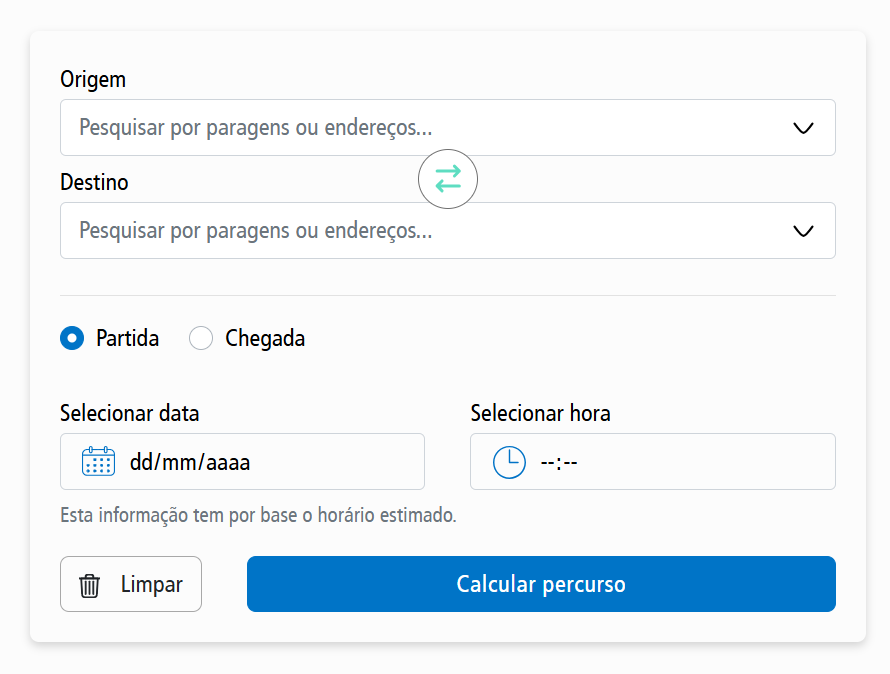 Origem
Pesquisar por paragens ou endereços...
Destino
Pesquisar por paragens ou endereços...
Partida Chegada
Selecionar data Selecionar hora
dd/mm/aaaa --:--
Esta informação tem por base o horário estimado.
Limpar Calcular percurso